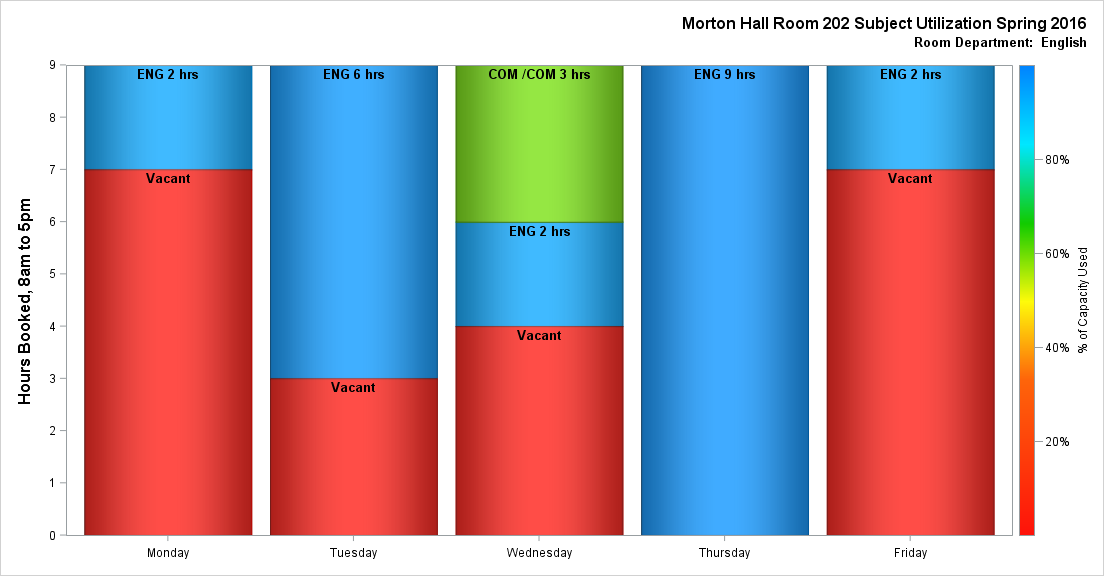 Morton Hall Room 202 Subject Utilization Spring 2016
Room Department: English
Hours Booked, 8am to 5pm
9
8
7
6
5
4
3
2
1
0
ENG 2 hrs
Vacant
ENG 6 hrs
Vacant
COM /COM 3 hrs
ENG 2 hrs
Vacant
ENG 9 hrs
ENG 2 hrs
Vacant
Monday
Tuesday
Wednesday
Thursday
Friday
80%
60%
40%
20%
% of Capacity Used